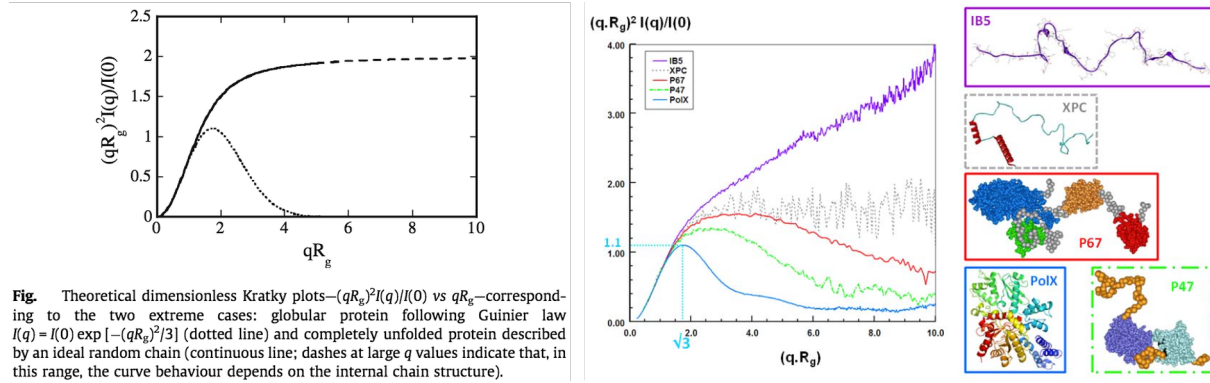 2.5
2
1.5
1
0.5
0
(qRg)²I(q)/I(0)
0 2 4 6 8 10
qRg
Fig. Theoretical dimensionless Kratky plots—(qRg)²I(q)/I(0) vs qRg—correspond-
ing to the two extreme cases: globular protein following Guinier law
I(q) = I(0) exp [−(qRg)²/3] (dotted line) and completely unfolded protein described
by an ideal random chain (continuous line; dashes at large q values indicate that, in
this range, the curve behaviour depends on the internal chain structure).
(q.Rg)² I(q)/I(0)
4.00
3.00
2.00
1.1
1.00
0.00
IB5
XPC
P67
P47
PolX
0.0 2.0 4.0 6.0 8.0 10.0
√3
(q.Rg)
IB5
XPC
P67
PolX
P47